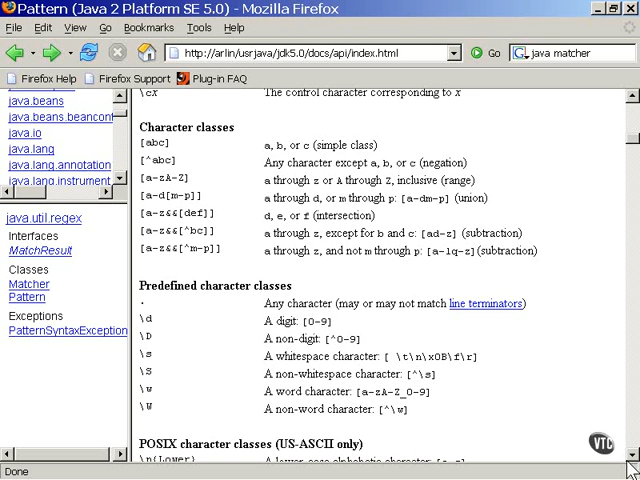 Pattern (Java 2 Platform SE 5.0) - Mozilla Firefox
File Edit View Go Bookmarks Tools Help
http://arlin/usrjava/jdk5.0/docs/api/index.html Go java matcher
Firefox Help Firefox Support Plug-in FAQ
java.beans
java.beans.beancont
java.io
java.lang
java.lang.annotation
java.lang.instrument
java.util.regex
Interfaces
MatchResult
Classes
Matcher
Pattern
Exceptions
PatternSyntaxException
\cx The control character corresponding to x
Character classes
[abc] a, b, or c (simple class)
[^abc] Any character except a, b, or c (negation)
[a-zA-Z] a through z or A through Z, inclusive (range)
[a-d[m-p]] a through d, or m through p: [a-dm-p] (union)
[a-z&&[def]] d, e, or f (intersection)
[a-z&&[^bc]] a through z, except for b and c: [ad-z] (subtraction)
[a-z&&[^m-p]] a through z, and not m through p: [a-lq-z](subtraction)
Predefined character classes
. Any character (may or may not match line terminators)
\d A digit: [0-9]
\D A non-digit: [^0-9]
\s A whitespace character: [ \t\n\x0B\f\r]
\S A non-whitespace character: [^\s]
\w A word character: [a-zA-Z_0-9]
\W A non-word character: [^\w]
POSIX character classes (US-ASCII only)
\p{Lower} A lower-case alphabetic character: [a-z]
VTC
Done